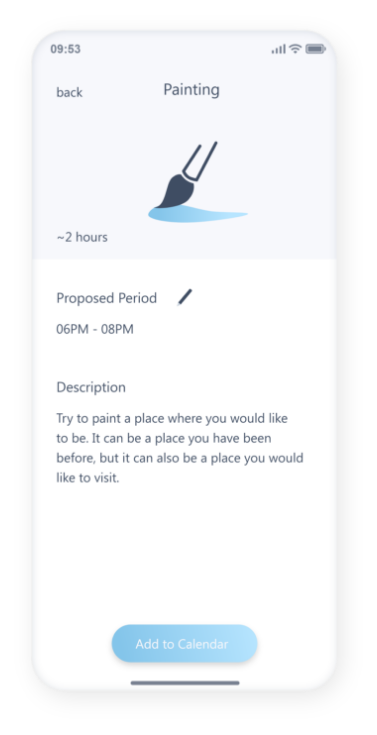 09:53
back
Painting
~2 hours
Proposed Period
06PM - 08PM
Description
Try to paint a place where you would like
to be. It can be a place you have been
before, but it can also be a place you would
like to visit.
Add to Calendar